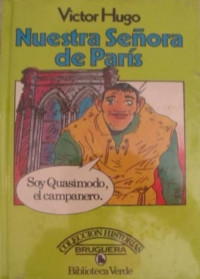 Victor Hugo
Nuestra Señora
de París
Soy Quasimodo,
el campanero.
COLECCION HISTORIAS
BRUGUERA
Biblioteca Verde